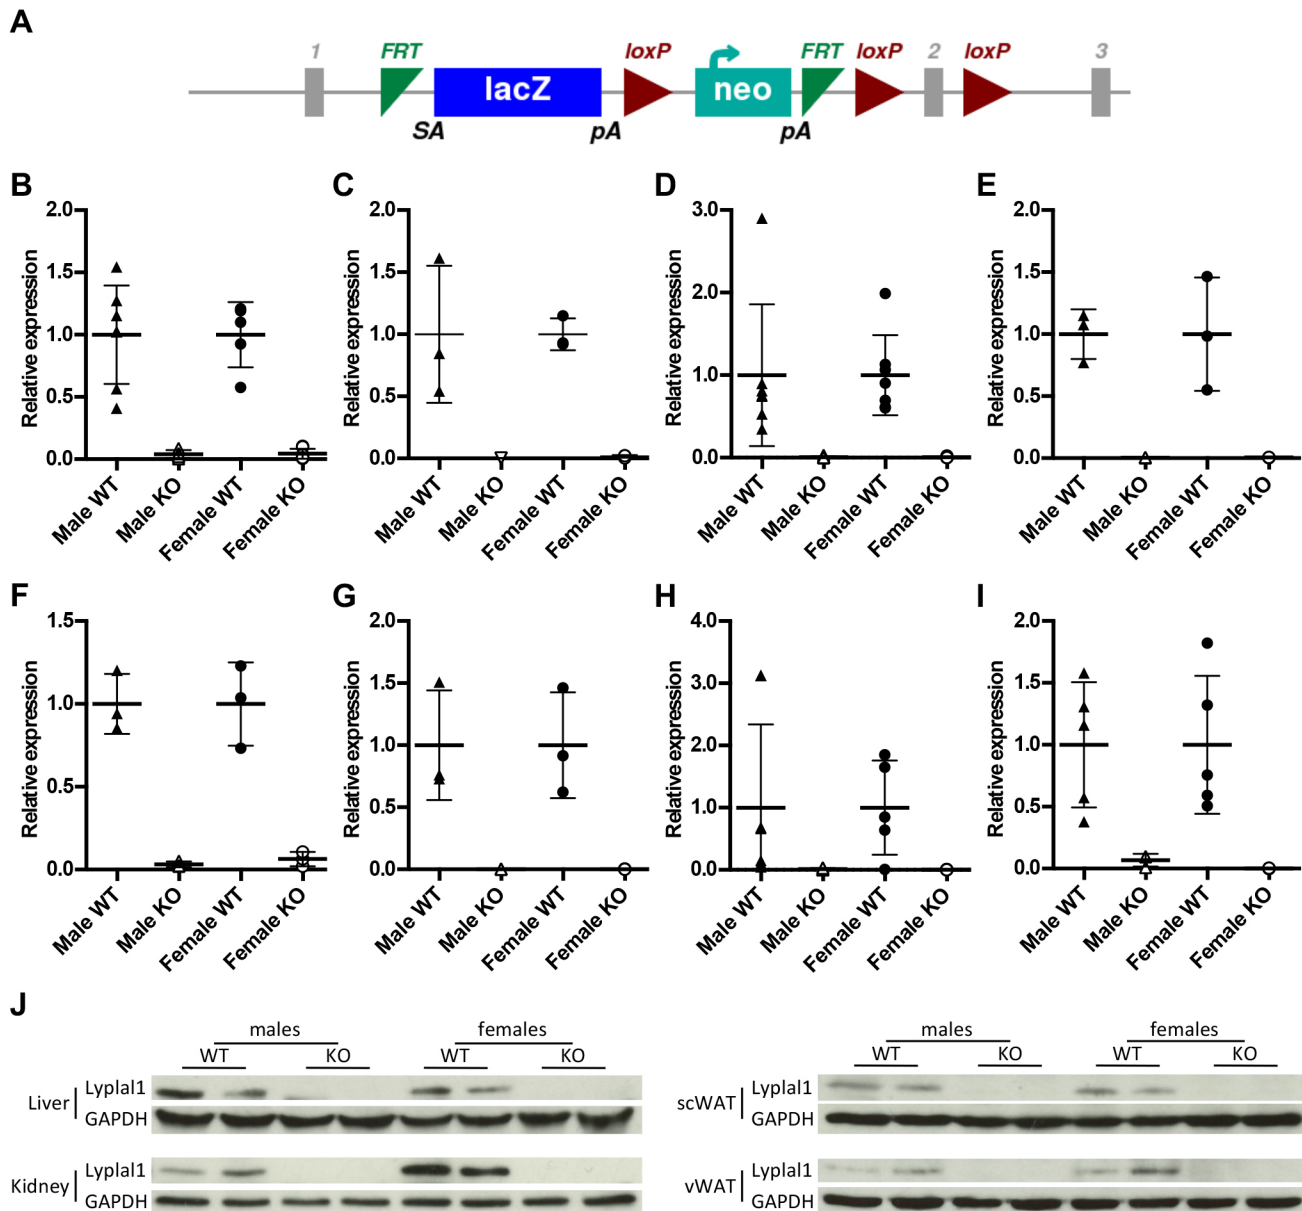 A
1 FRT loxP FRT loxP 2 loxP 3
lacZ neo
SA pA pA
B
Relative expression
2.0
1.5
1.0
0.5
0.0
Male WT
Male KO
Female WT
Female KO
C
Relative expression
2.0
1.5
1.0
0.5
0.0
Male WT
Male KO
Female WT
Female KO
D
Relative expression
3.0
2.0
1.0
0.0
Male WT
Male KO
Female WT
Female KO
E
Relative expression
2.0
1.5
1.0
0.5
0.0
Male WT
Male KO
Female WT
Female KO
F
Relative expression
1.5
1.0
0.5
0.0
Male WT
Male KO
Female WT
Female KO
G
Relative expression
2.0
1.5
1.0
0.5
0.0
Male WT
Male KO
Female WT
Female KO
H
Relative expression
4.0
3.0
2.0
1.0
0.0
Male WT
Male KO
Female WT
Female KO
I
Relative expression
2.0
1.5
1.0
0.5
0.0
Male WT
Male KO
Female WT
Female KO
J
males females
WT KO WT KO
Liver
Lyplal1
GAPDH
Kidney
Lyplal1
GAPDH
males females
WT KO WT KO
scWAT
Lyplal1
GAPDH
vWAT
Lyplal1
GAPDH